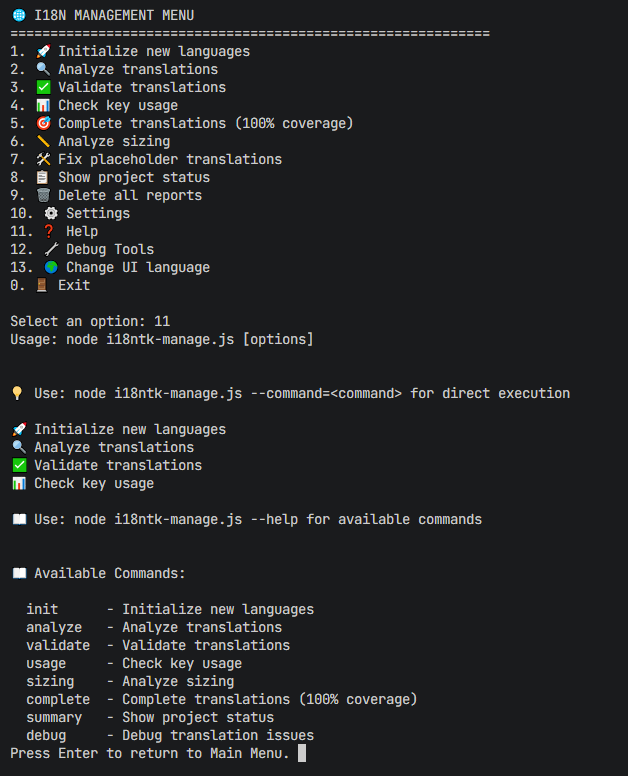 🌐 I18N MANAGEMENT MENU
============================================================
1. 🚀 Initialize new languages
2. 🔍 Analyze translations
3. ✅ Validate translations
4. 📊 Check key usage
5. 🎯 Complete translations (100% coverage)
6. 📏 Analyze sizing
7. 🛠️ Fix placeholder translations
8. 📋 Show project status
9. 🗑️ Delete all reports
10. ⚙️ Settings
11. ❓ Help
12. 🔧 Debug Tools
13. 🌍 Change UI language
0. 🚪 Exit
Select an option: 11
Usage: node i18ntk-manage.js [options]
💡 Use: node i18ntk-manage.js --command=<command> for direct execution
🚀 Initialize new languages
🔍 Analyze translations
✅ Validate translations
📊 Check key usage
📖 Use: node i18ntk-manage.js --help for available commands
📖 Available Commands:
init - Initialize new languages
analyze - Analyze translations
validate - Validate translations
usage - Check key usage
sizing - Analyze sizing
complete - Complete translations (100% coverage)
summary - Show project status
debug - Debug translation issues
Press Enter to return to Main Menu.